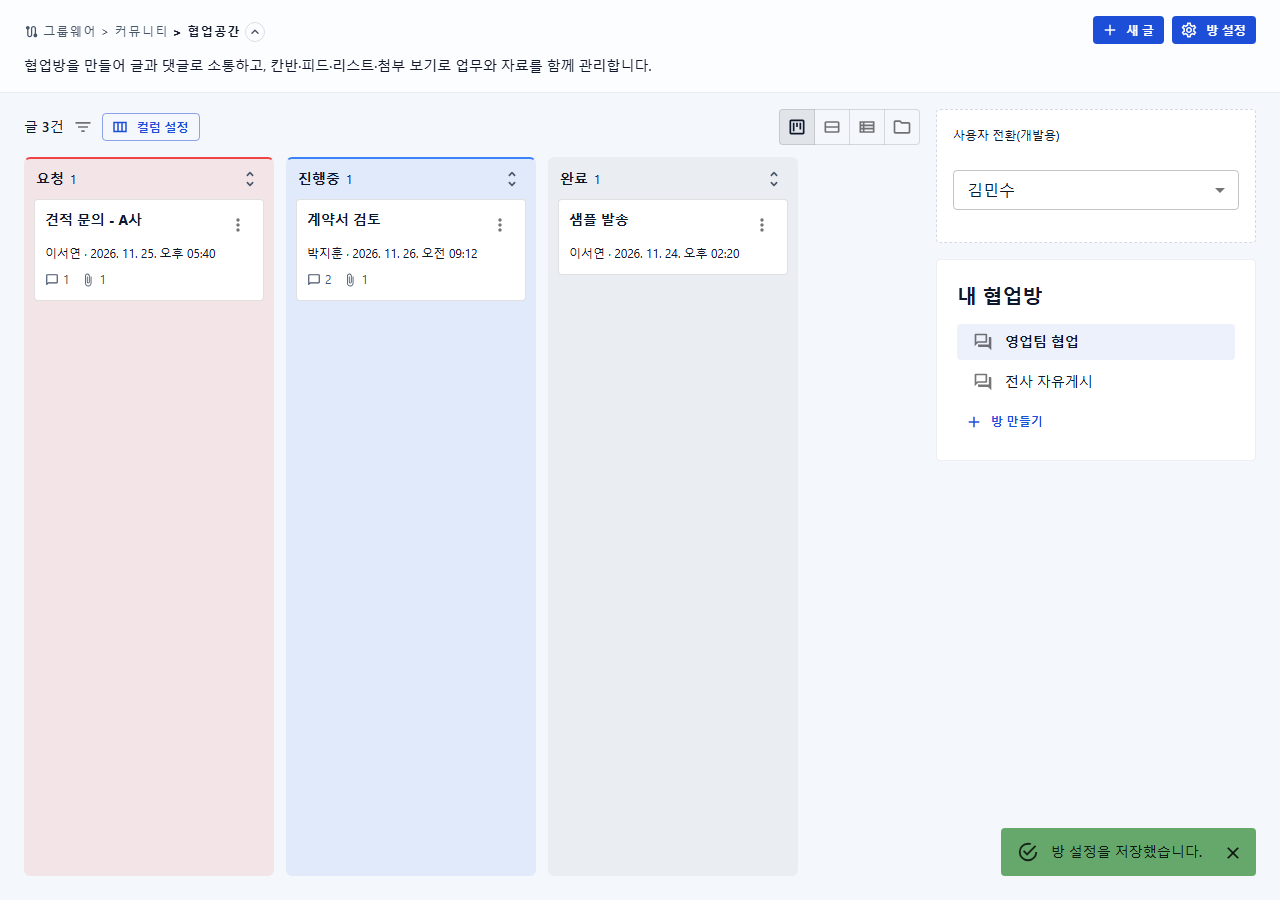 그룹웨어 > 커뮤니티 > 협업공간
새 글
방 설정
협업방을 만들어 글과 댓글로 소통하고, 칸반·피드·리스트·첨부 보기로 업무와 자료를 함께 관리합니다.
글 3건
컬럼 설정
요청 1
견적 문의 - A사
이서연 · 2026. 11. 25. 오후 05:40
1 1
진행중 1
계약서 검토
박지훈 · 2026. 11. 26. 오전 09:12
2 1
완료 1
샘플 발송
이서연 · 2026. 11. 24. 오후 02:20
사용자 전환(개발용)
김민수
내 협업방
영업팀 협업
전사 자유게시
방 만들기
방 설정을 저장했습니다.